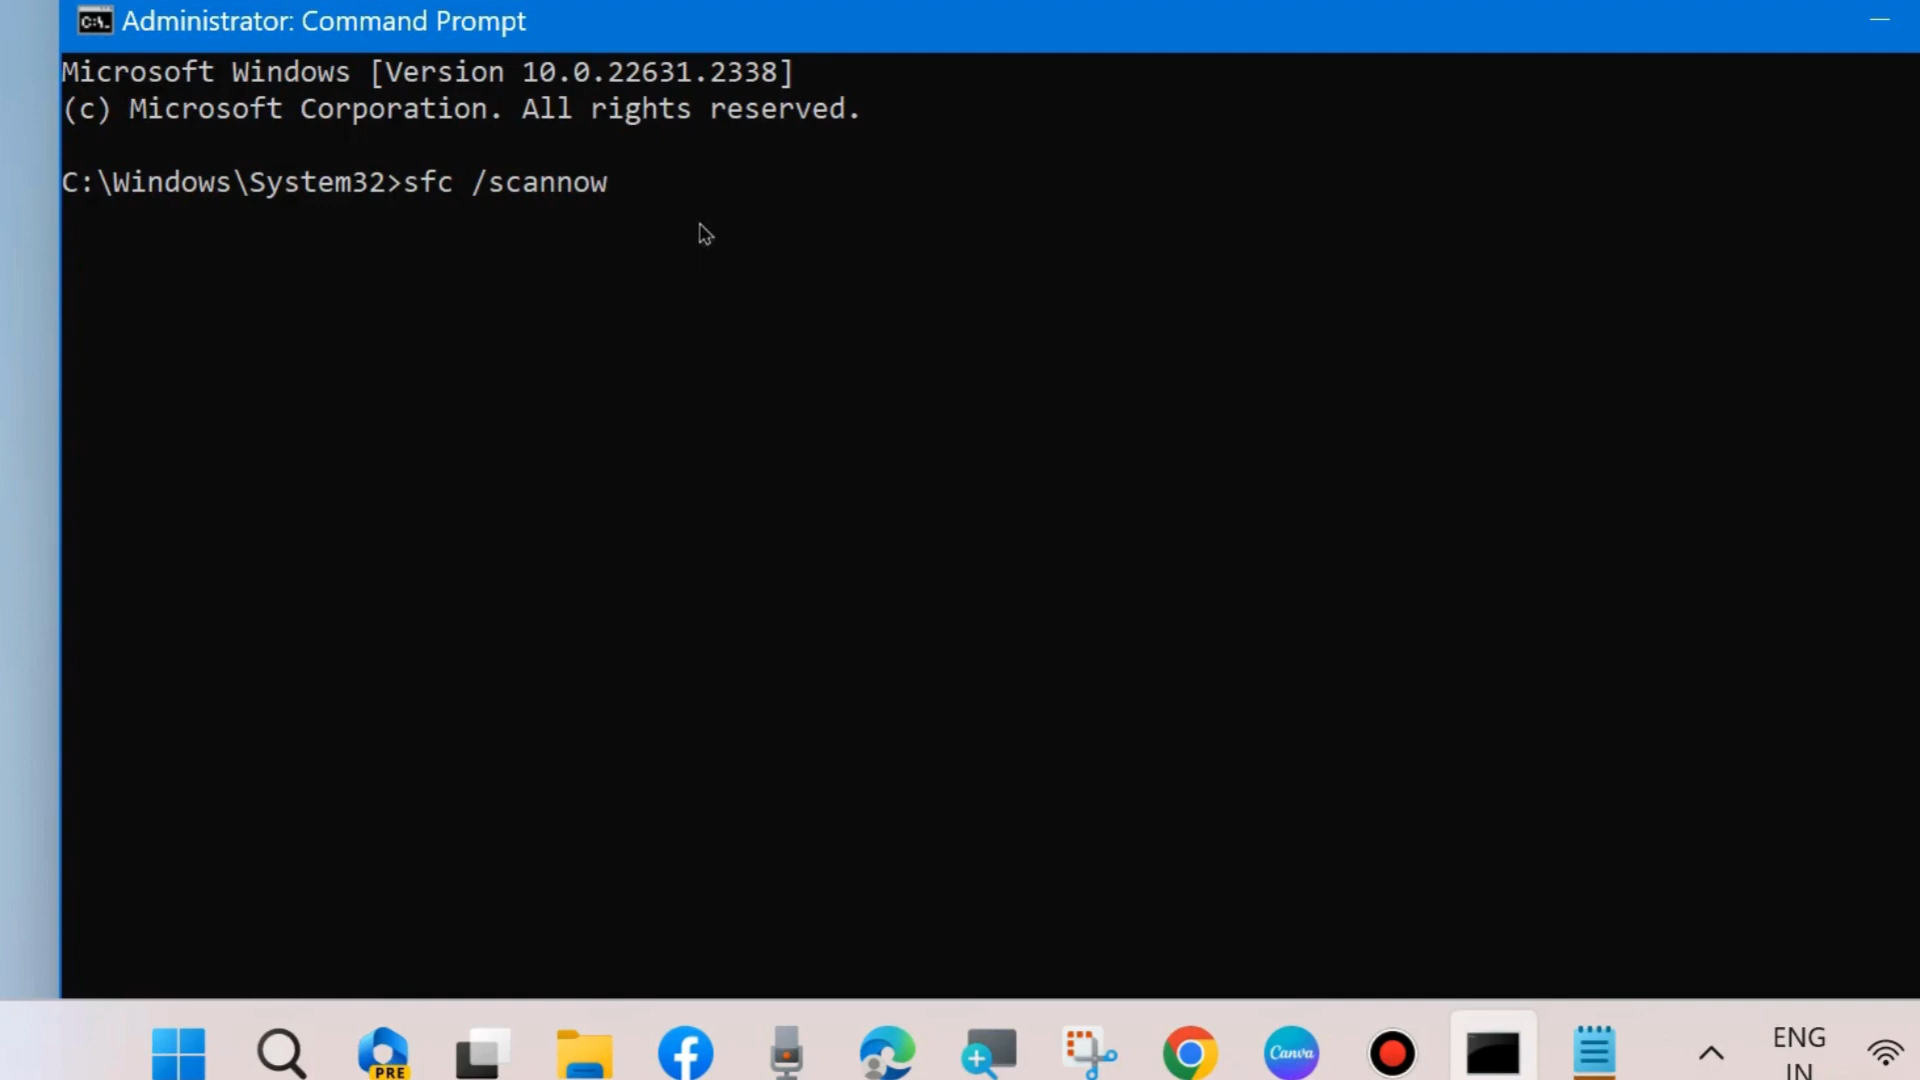 Administrator: Command Prompt
Microsoft Windows [Version 10.0.22631.2338]
(c) Microsoft Corporation. All rights reserved.
C:\Windows\System32>sfc /scannow
PRE
Canva
ENG
IN